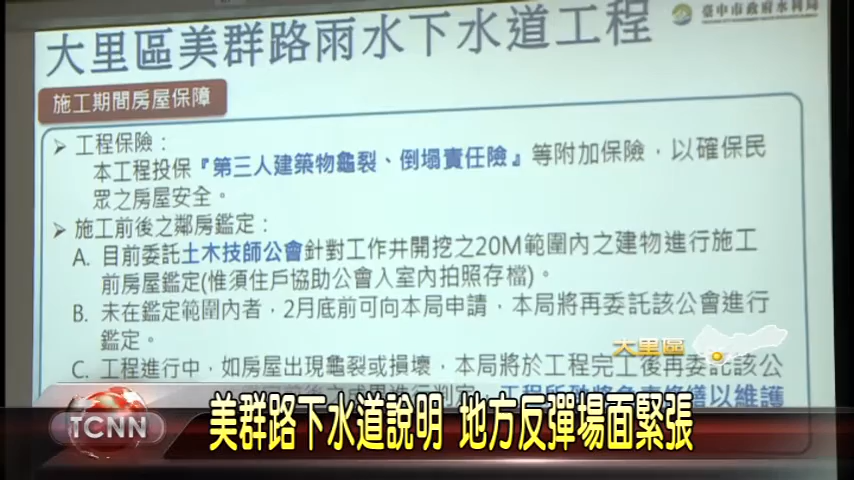 大里區美群路雨水下水道工程
臺中市政府水利局
施工期間房屋保障
➢ 工程保險：
本工程投保『第三人建築物龜裂、倒塌責任險』等附加保險，以確保民
眾之房屋安全。
➢ 施工前後之鄰房鑑定：
A. 目前委託土木技師公會針對工作井開挖之20M範圍內之建物進行施工
前房屋鑑定(惟須住戶協助公會入室內拍照存檔)。
B. 未在鑑定範圍內者，2月底前可向本局申請，本局將再委託該公會進行
鑑定。
C. 工程進行中，如房屋出現龜裂或損壞，本局將於工程完工後再委託該公
大里區
TCNN
美群路下水道說明 地方反彈場面緊張